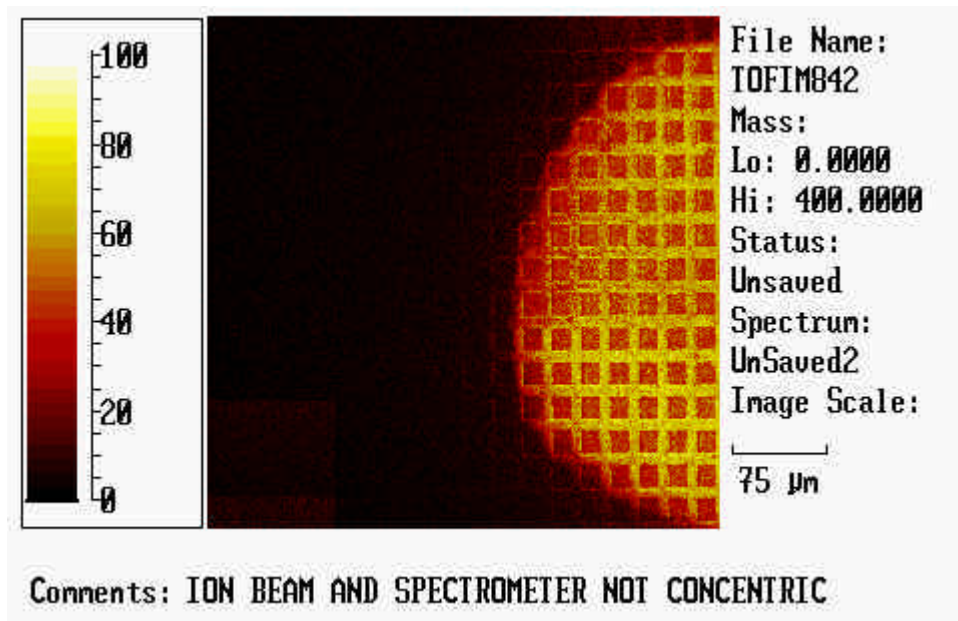 100
80
60
40
20
0
File Name:
TOFIM842
Mass:
Lo: 0.0000
Hi: 400.0000
Status:
Unsaved
Spectrum:
UnSaved2
Image Scale:
75 µm
Comments: ION BEAM AND SPECTROMETER NOT CONCENTRIC